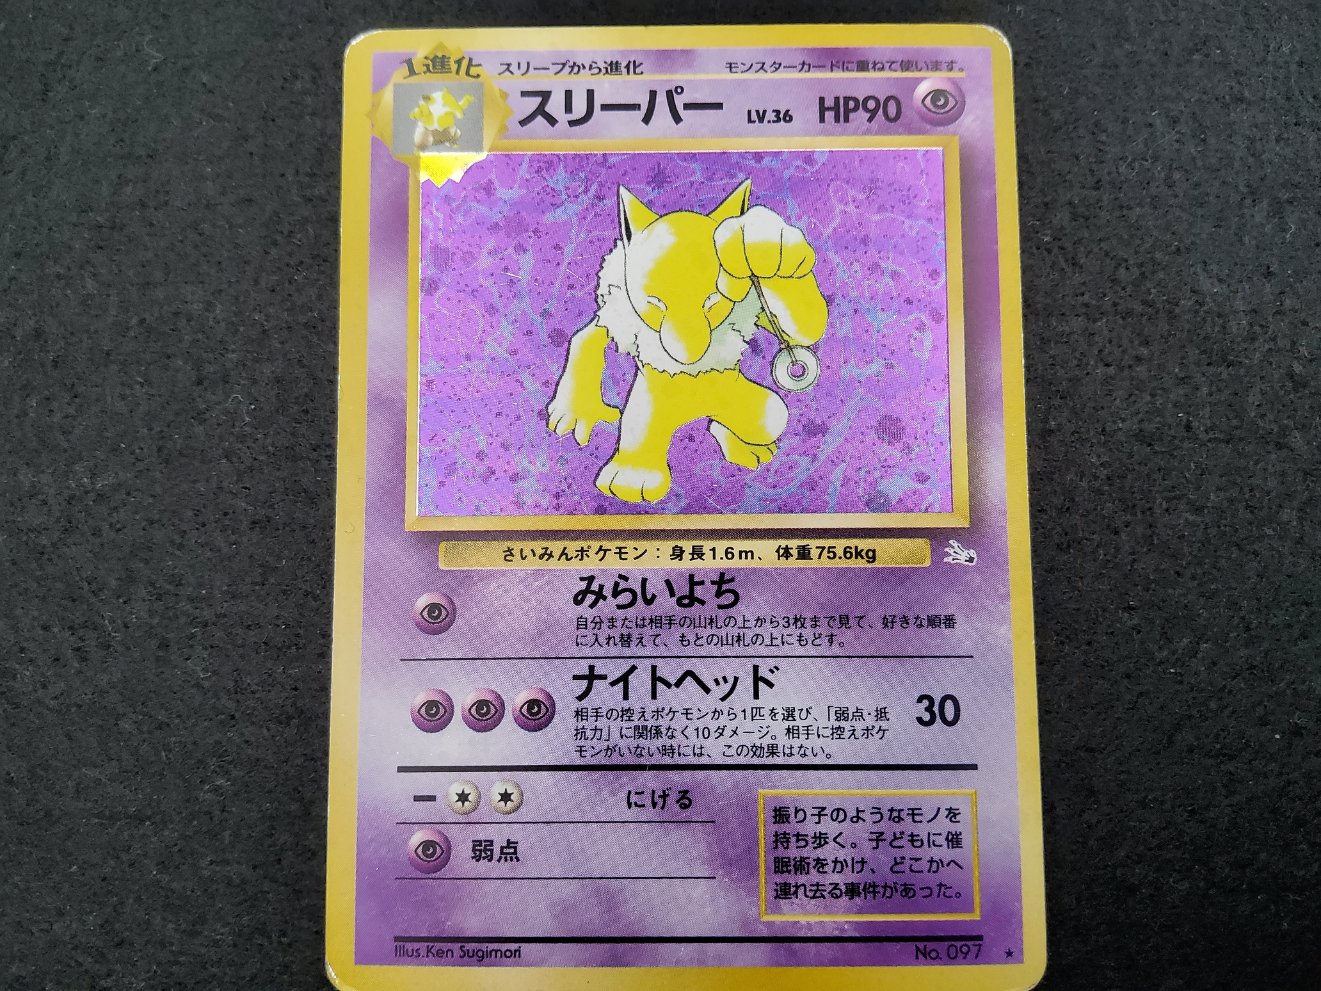 1進化
スリープから進化
モンスターカードに重ねて使います。
スリーパー LV.36 HP90
さいみんポケモン：身長1.6m、体重75.6kg
みらいよち
自分または相手の山札の上から3枚まで見て、好きな順番
に入れ替えて、もとの山札の上にもどす。
ナイトヘッド
相手の控えポケモンから1匹を選び、「弱点・抵
抗力」に関係なく10ダメージ。相手に控えポケ
モンがいない時には、この効果はない。
30
にげる
弱点
振り子のようなモノを
持ち歩く。子どもに催
眠術をかけ、どこかへ
連れ去る事件があった。
Illus.Ken Sugimori
No. 097 ★